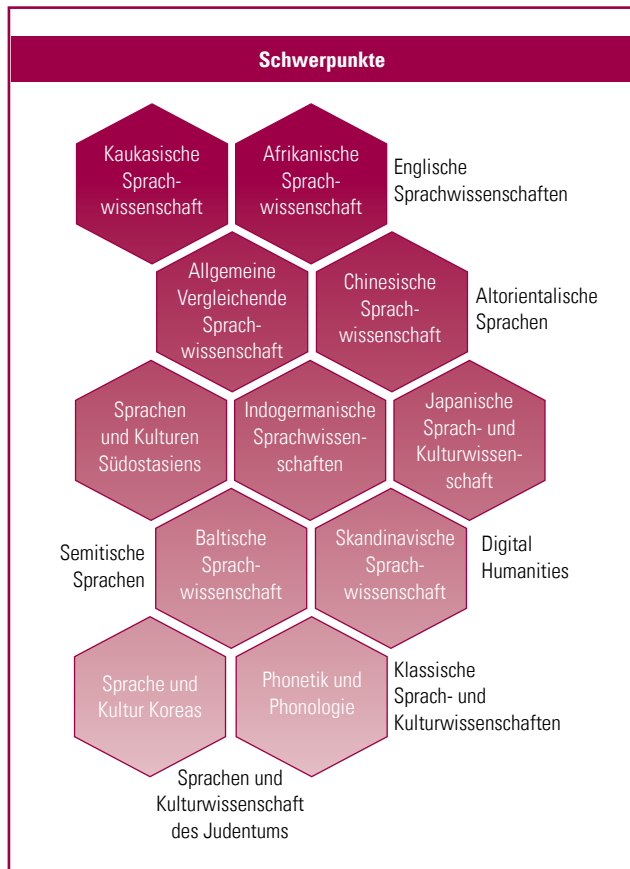 Schwerpunkte
Kaukasische
Sprach-
wissenschaft
Afrikanische
Sprach-
wissenschaft
Englische
Sprachwissenschaften
Allgemeine
Vergleichende
Sprach-
wissenschaft
Chinesische
Sprach-
wissenschaft
Altorientalische
Sprachen
Sprachen
und Kulturen
Südostasiens
Indogermanische
Sprachwissen-
schaften
Japanische
Sprach- und
Kulturwissen-
schaft
Semitische
Sprachen
Baltische
Sprach-
wissenschaft
Skandinavische
Sprach-
wissenschaft
Digital
Humanities
Sprache und
Kultur Koreas
Phonetik und
Phonologie
Klassische
Sprach- und
Kulturwissenschaften
Sprachen und
Kulturwissenschaft
des Judentums